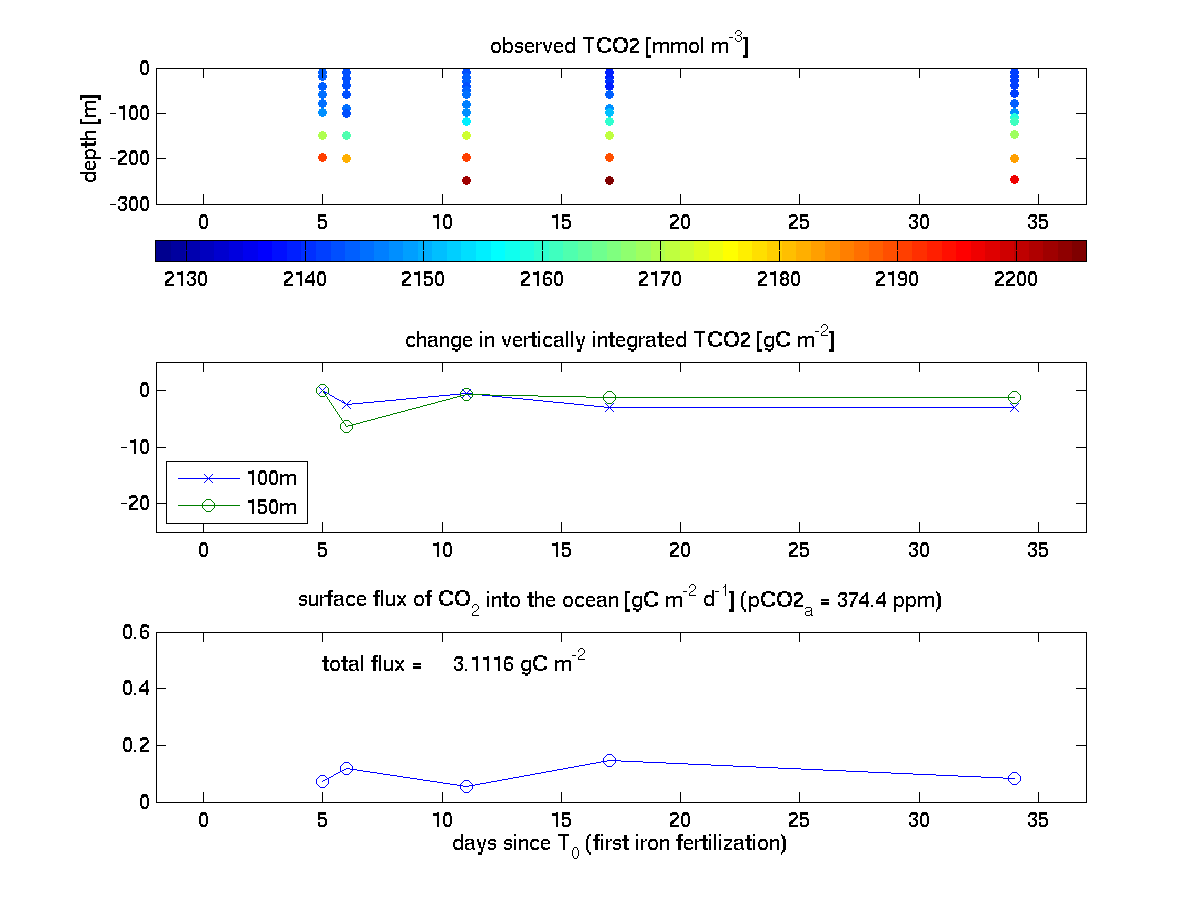 observed TCO2 [mmol m-3]
0
-100
-200
-300
depth [m]
0 5 10 15 20 25 30 35
2130 2140 2150 2160 2170 2180 2190 2200
change in vertically integrated TCO2 [gC m-2]
0
-10
-20
100m
150m
0 5 10 15 20 25 30 35
surface flux of CO2 into the ocean [gC m-2 d-1] (pCO2a = 374.4 ppm)
0.6
0.4
0.2
0
total flux = 3.1116 gC m-2
0 5 10 15 20 25 30 35
days since T0 (first iron fertilization)